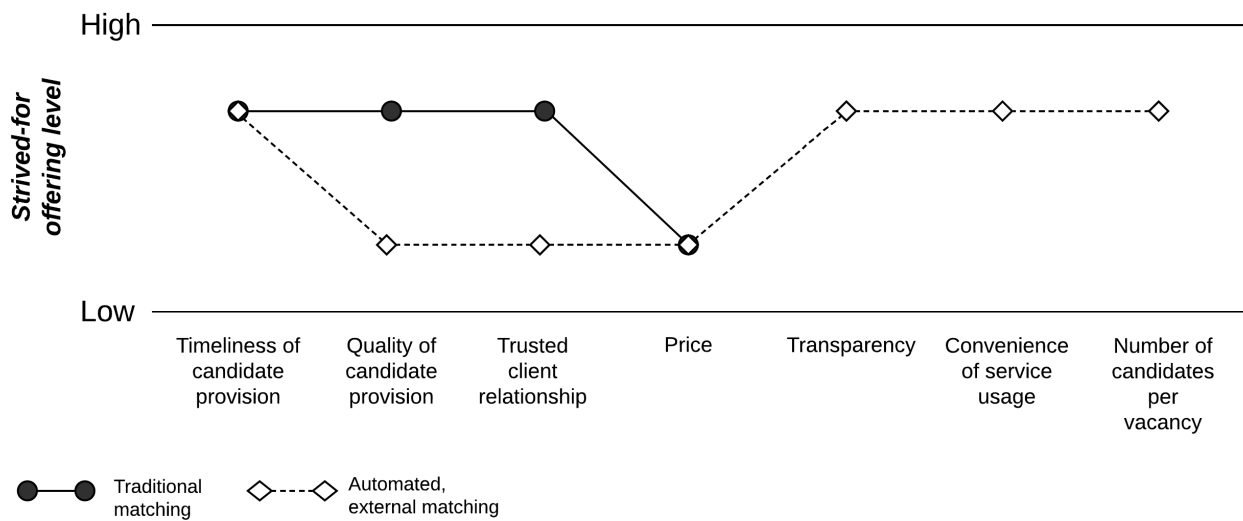 High
Strived-for
offering level
Low
Timeliness of
candidate
provision
Quality of
candidate
provision
Trusted
client
relationship
Price
Transparency
Convenience
of service
usage
Number of
candidates
per
vacancy
Traditional
matching
Automated,
external matching